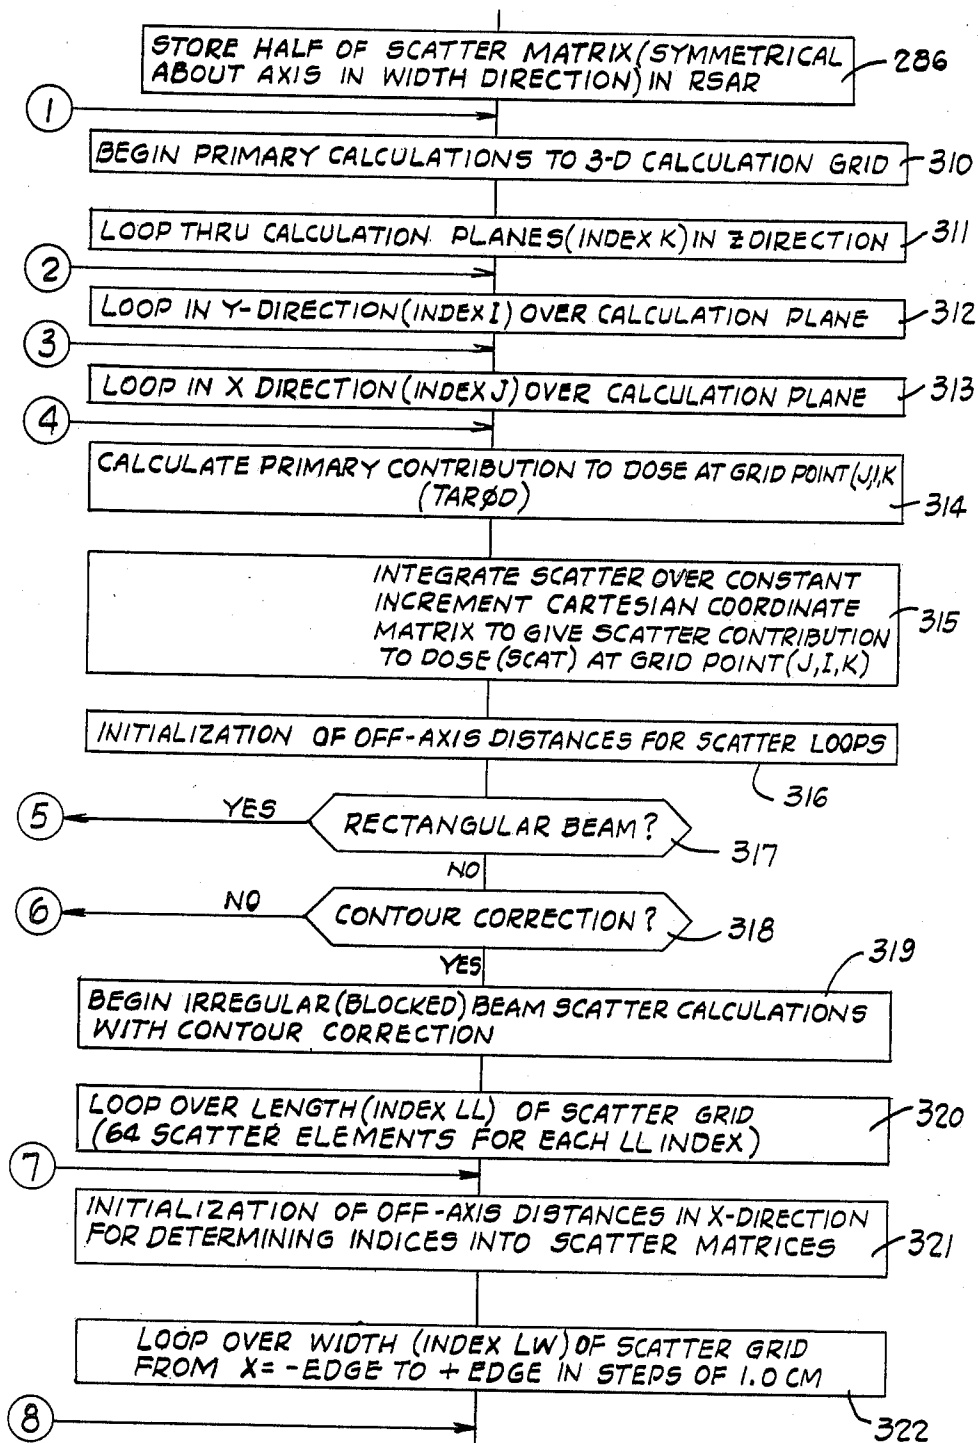 STORE HALF OF SCATTER MATRIX (SYMMETRICAL
ABOUT AXIS IN WIDTH DIRECTION) IN RSAR
286
1
BEGIN PRIMARY CALCULATIONS TO 3-D CALCULATION GRID
310
LOOP THRU CALCULATION PLANES (INDEX K) IN Z DIRECTION
311
2
LOOP IN Y-DIRECTION (INDEX I) OVER CALCULATION PLANE
312
3
LOOP IN X DIRECTION (INDEX J) OVER CALCULATION PLANE
313
4
CALCULATE PRIMARY CONTRIBUTION TO DOSE AT GRID POINT (J,I,K
(TARØD)
314
INTEGRATE SCATTER OVER CONSTANT
INCREMENT CARTESIAN COORDINATE
MATRIX TO GIVE SCATTER CONTRIBUTION
TO DOSE (SCAT) AT GRID POINT (J,I,K)
315
INITIALIZATION OF OFF-AXIS DISTANCES FOR SCATTER LOOPS
316
5
YES
RECTANGULAR BEAM?
317
NO
6
NO
CONTOUR CORRECTION?
318
YES
319
BEGIN IRREGULAR (BLOCKED) BEAM SCATTER CALCULATIONS
WITH CONTOUR CORRECTION
LOOP OVER LENGTH (INDEX LL) OF SCATTER GRID
(64 SCATTER ELEMENTS FOR EACH LL INDEX)
320
7
INITIALIZATION OF OFF-AXIS DISTANCES IN X-DIRECTION
FOR DETERMINING INDICES INTO SCATTER MATRICES
321
LOOP OVER WIDTH (INDEX LW) OF SCATTER GRID
FROM X= -EDGE TO + EDGE IN STEPS OF 1.0 CM
322
8